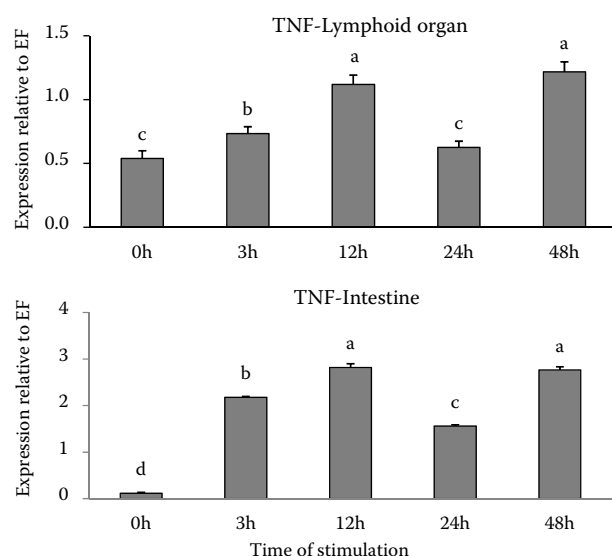 TNF-Lymphoid organ
Expression relative to EF
1.5
1.0
0.5
0.0
c
b
a
c
a
0h 3h 12h 24h 48h
TNF-Intestine
Expression relative to EF
4
3
2
1
0
d
b
a
c
a
0h 3h 12h 24h 48h
Time of stimulation